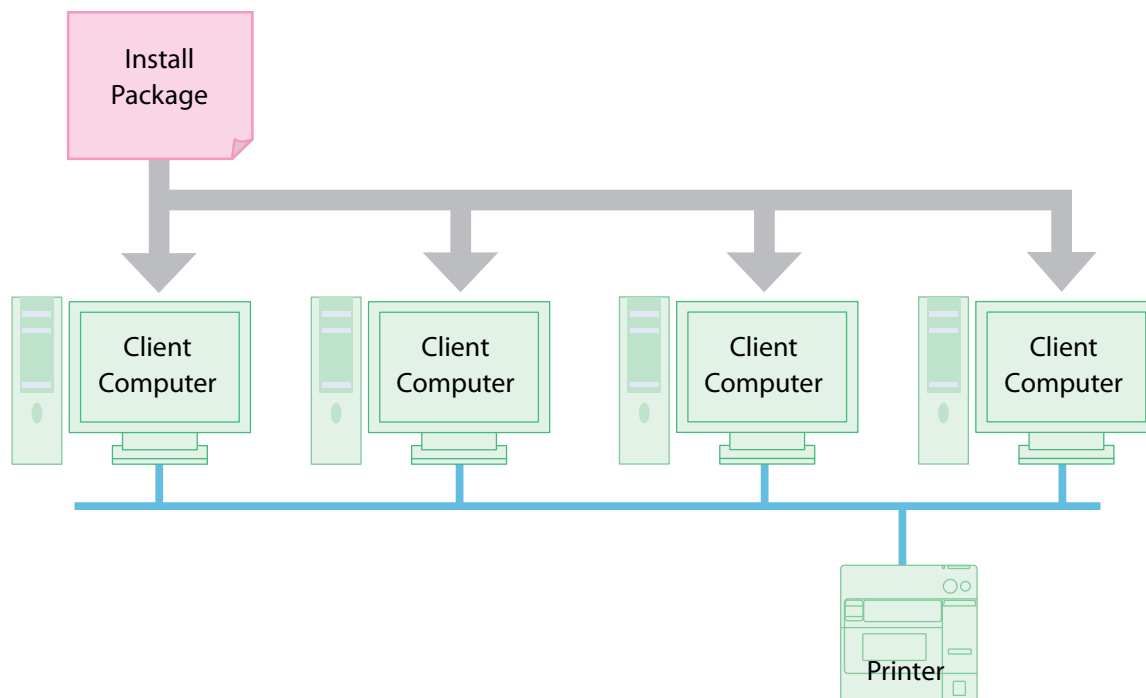 Install
Package
Client
Computer
Client
Computer
Client
Computer
Client
Computer
Printer